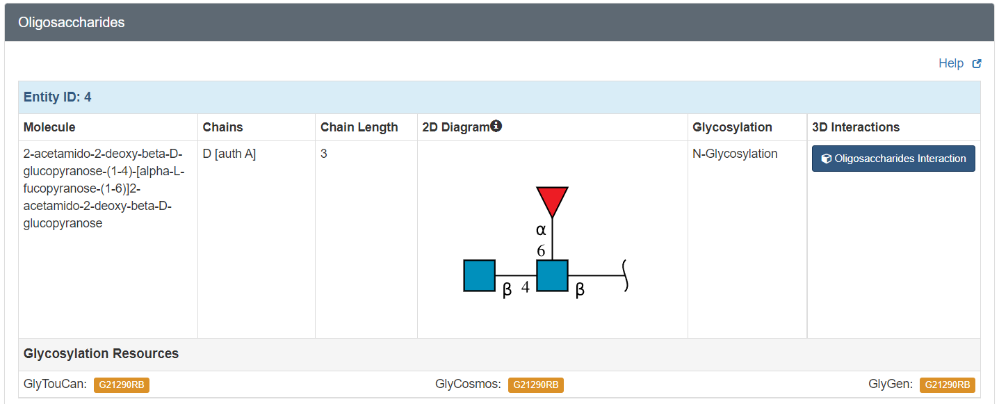 Oligosaccharides
Help
Entity ID: 4
Molecule Chains Chain Length 2D Diagram Glycosylation 3D Interactions
2-acetamido-2-deoxy-beta-D-
glucopyranose-(1-4)-[alpha-L-
fucopyranose-(1-6)]2-
acetamido-2-deoxy-beta-D-
glucopyranose
D [auth A]
3
α
6
β 4 β
N-Glycosylation
Oligosaccharides Interaction
Glycosylation Resources
GlyTouCan: G21290RB GlyCosmos: G21290RB GlyGen: G21290RB